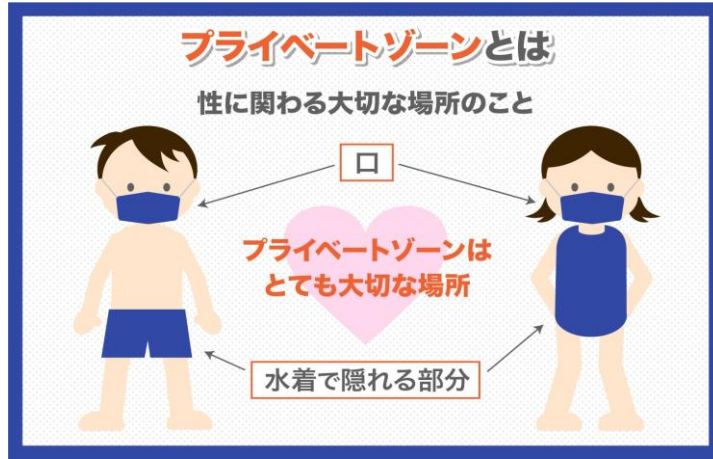 プライベートゾーンとは
性に関わる大切な場所のこと
口
プライベートゾーンは
とても大切な場所
水着で隠れる部分